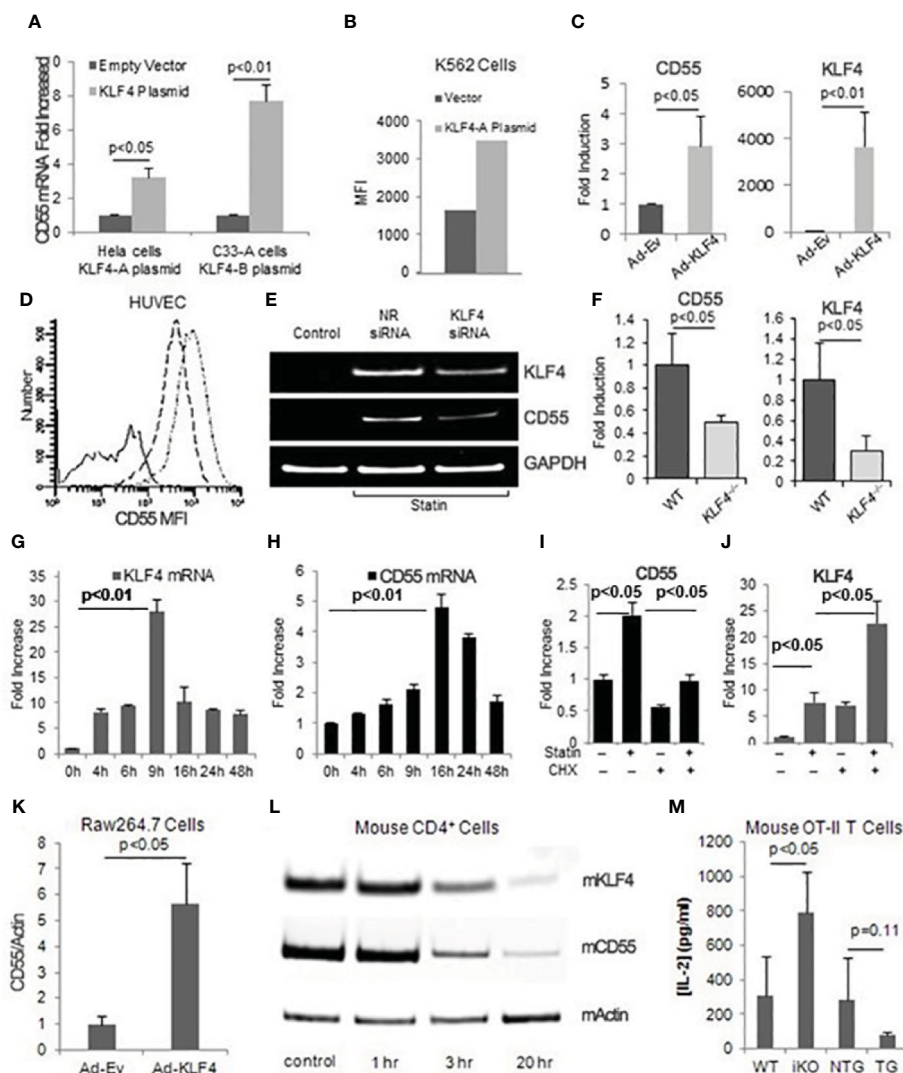 A
Empty Vector
KLF4 Plasmid
p<0.05
p<0.01
CD55 mRNA Fold Increased
10
8
6
4
2
0
Hela cells
KLF4-A plasmid
C33-A cells
KLF4-B plasmid
B
K562 Cells
Vector
KLF4-A Plasmid
MFI
4000
3000
2000
1000
0
C
CD55
p<0.05
Fold Induction
5
4
3
2
1
0
Ad-Ev
Ad-KLF4
KLF4
p<0.01
6000
4000
2000
0
Ad-Ev
Ad-KLF4
D
HUVEC
Number
CD55 MFI
E
Control
NR
siRNA
KLF4
siRNA
KLF4
CD55
GAPDH
Statin
F
CD55
p<0.05
Fold Induction
1.4
1.2
1
0.8
0.6
0.4
0.2
0
WT
KLF4-/-
KLF4
p<0.05
1.4
1.2
1
0.8
0.6
0.4
0.2
0
WT
KLF4-/-
G
KLF4 mRNA
p<0.01
Fold Increase
35
30
25
20
15
10
5
0
0h 4h 6h 9h 16h 24h 48h
H
CD55 mRNA
p<0.01
Fold Increase
6
5
4
3
2
1
0
0h 4h 6h 9h 16h 24h 48h
I
CD55
p<0.05 p<0.05
Fold Increase
2.5
2
1.5
1
0.5
0
Statin – + – +
CHX – – + +
J
KLF4
p<0.05
p<0.05
Fold Increase
30
25
20
15
10
5
0
– + – +
– – + +
K
Raw264.7 Cells
p<0.05
CD55/Actin
8
7
6
5
4
3
2
1
0
Ad-Ev Ad-KLF4
L
Mouse CD4+ Cells
mKLF4
mCD55
mActin
control 1 hr 3 hr 20 hr
M
Mouse OT-II T Cells
p<0.05
p=0.11
[IL-2] (pg/ml)
1200
1000
800
600
400
200
0
WT iKO NTG TG